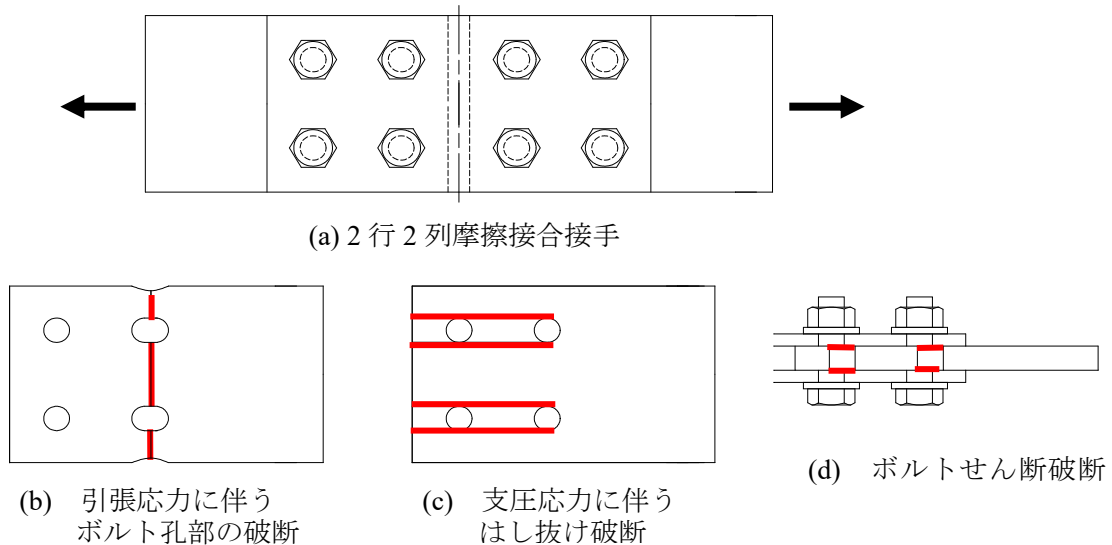 (a) 2 行 2 列摩擦接合接手
(b) 引張応力に伴う
ボルト孔部の破断
(c) 支圧応力に伴う
はし抜け破断
(d) ボルトせん断破断